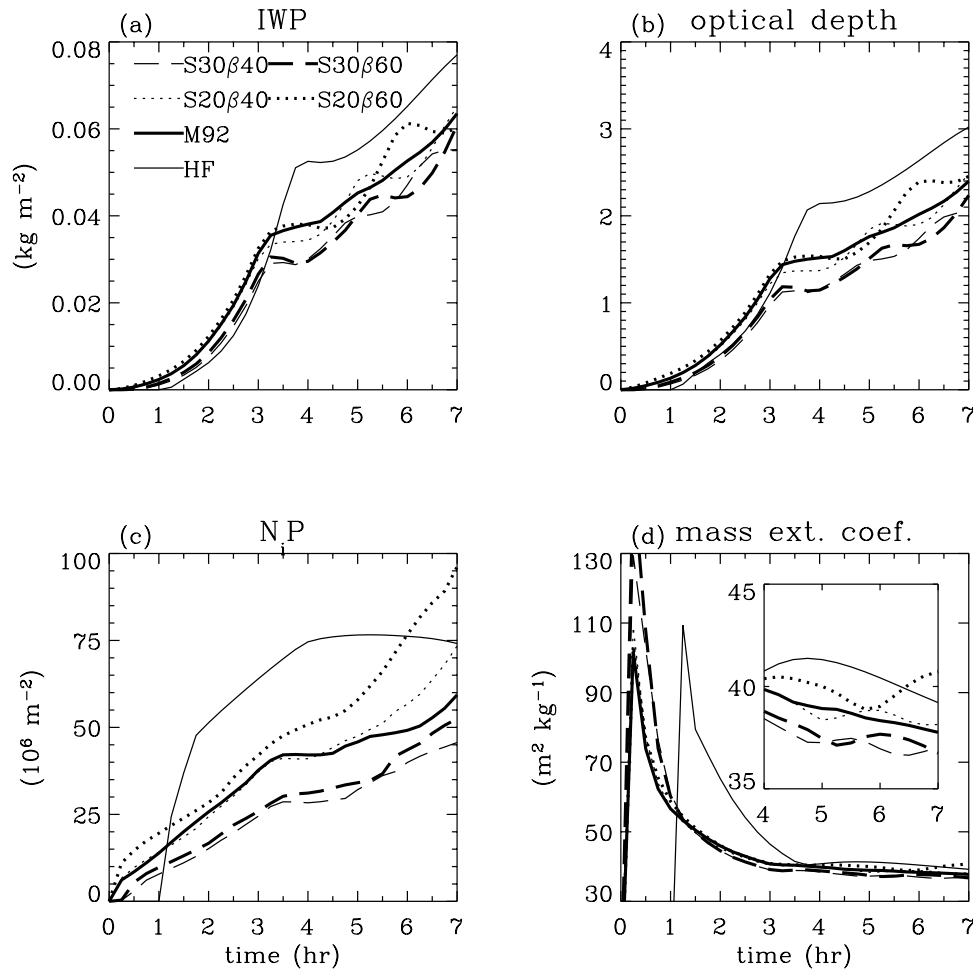 (a) IWP
0.08
0.06
0.04
0.02
0.00
(kg m⁻²)
S30β40 S30β60
S20β40 S20β60
M92
HF
0 1 2 3 4 5 6 7
(b) optical depth
4
3
2
1
0
0 1 2 3 4 5 6 7
(c) NᵢP
100
75
50
25
0
(10⁶ m⁻²)
0 1 2 3 4 5 6 7
time (hr)
(d) mass ext. coef.
130
110
90
70
50
30
(m² kg⁻¹)
45
40
35
4 5 6 7
0 1 2 3 4 5 6 7
time (hr)